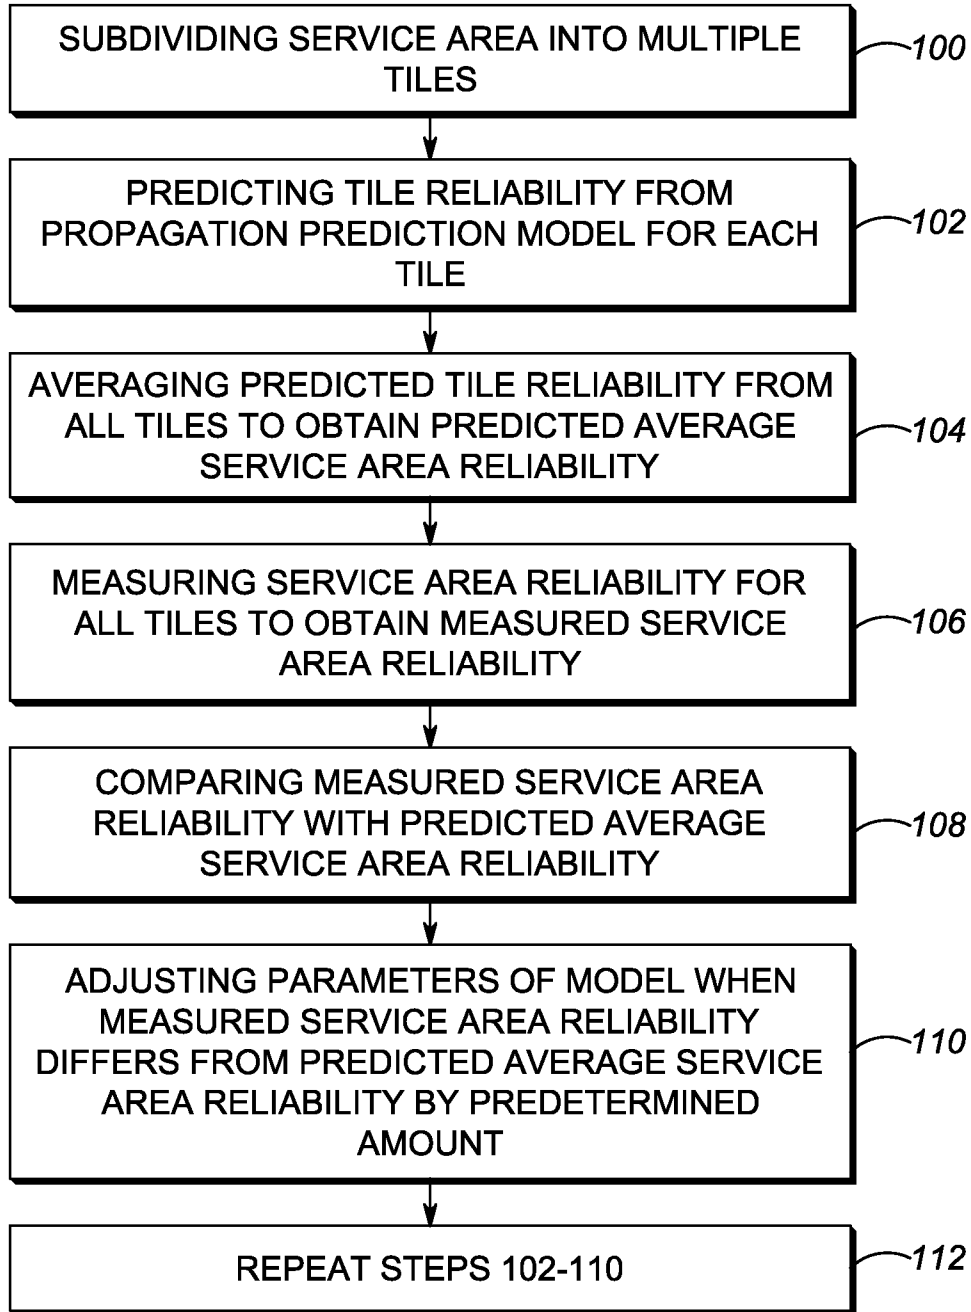 SUBDIVIDING SERVICE AREA INTO MULTIPLE
TILES
100
PREDICTING TILE RELIABILITY FROM
PROPAGATION PREDICTION MODEL FOR EACH
TILE
102
AVERAGING PREDICTED TILE RELIABILITY FROM
ALL TILES TO OBTAIN PREDICTED AVERAGE
SERVICE AREA RELIABILITY
104
MEASURING SERVICE AREA RELIABILITY FOR
ALL TILES TO OBTAIN MEASURED SERVICE
AREA RELIABILITY
106
COMPARING MEASURED SERVICE AREA
RELIABILITY WITH PREDICTED AVERAGE
SERVICE AREA RELIABILITY
108
ADJUSTING PARAMETERS OF MODEL WHEN
MEASURED SERVICE AREA RELIABILITY
DIFFERS FROM PREDICTED AVERAGE SERVICE
AREA RELIABILITY BY PREDETERMINED
AMOUNT
110
REPEAT STEPS 102-110
112